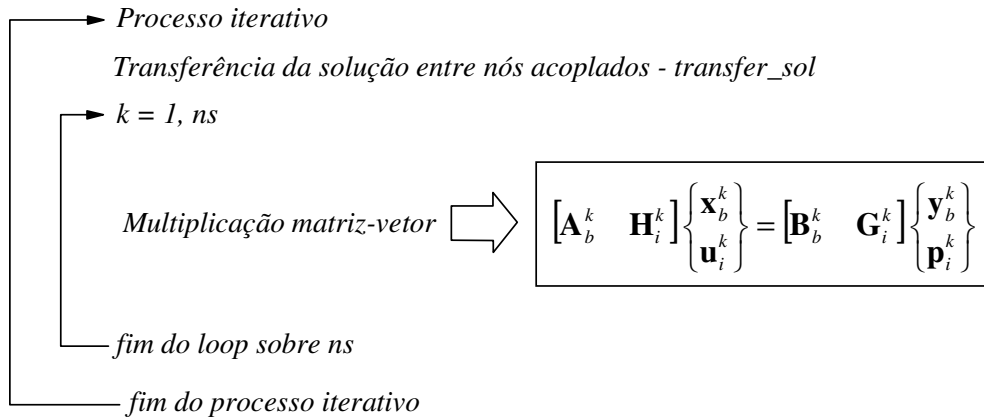 Processo iterativo
Transferência da solução entre nós acoplados - transfer_sol
k = 1, ns
Multiplicação matriz-vetor [A_b^k H_i^k]{x_b^k u_i^k} = [B_b^k G_i^k]{y_b^k p_i^k}
fim do loop sobre ns
fim do processo iterativo